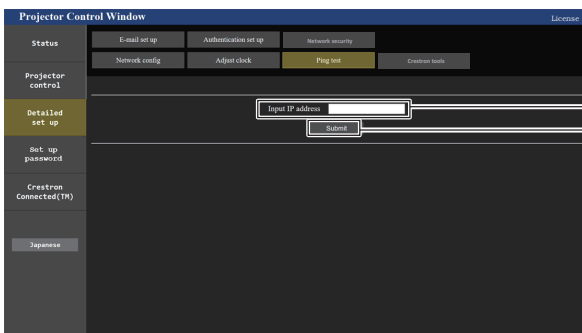 Projector Control Window
License
Status
Projector
control
Detailed
set up
Set up
password
Crestron
Connected(TM)
Japanese
E-mail set up
Authentication set up
Network security
Network config
Adjust clock
Ping test
Crestron tools
Input IP address
Submit